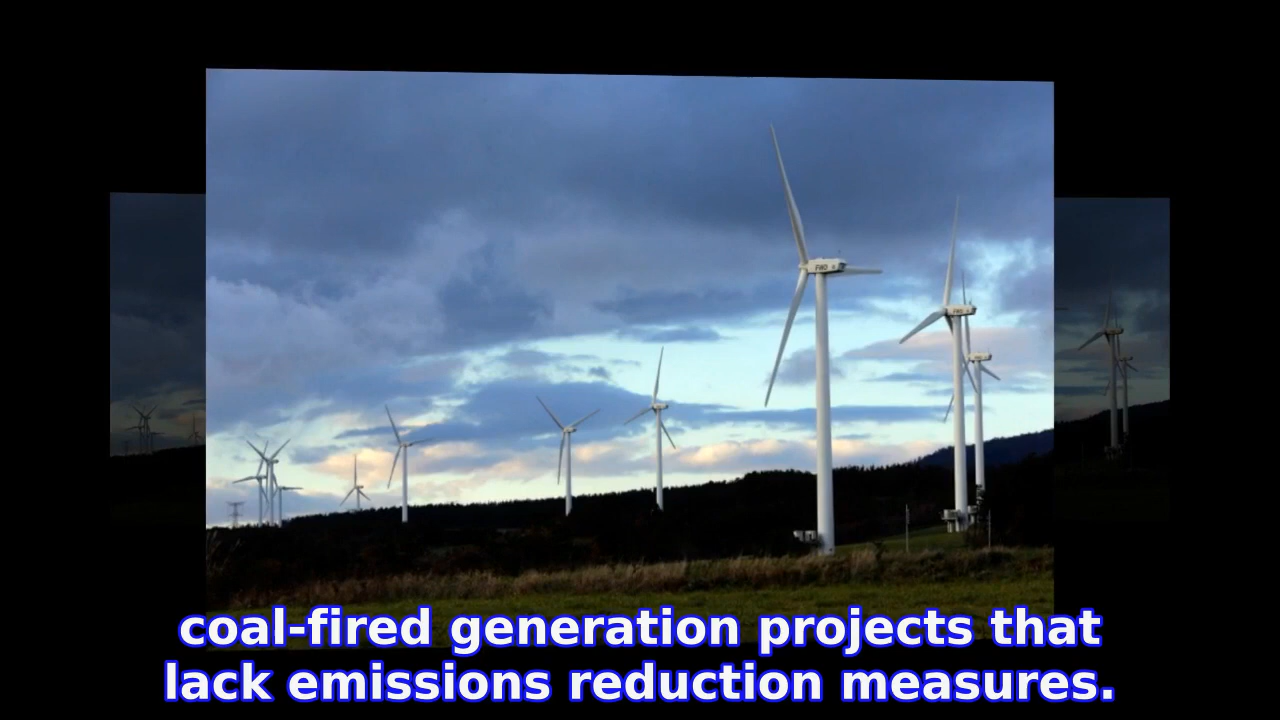 coal-fired generation projects that
lack emissions reduction measures.